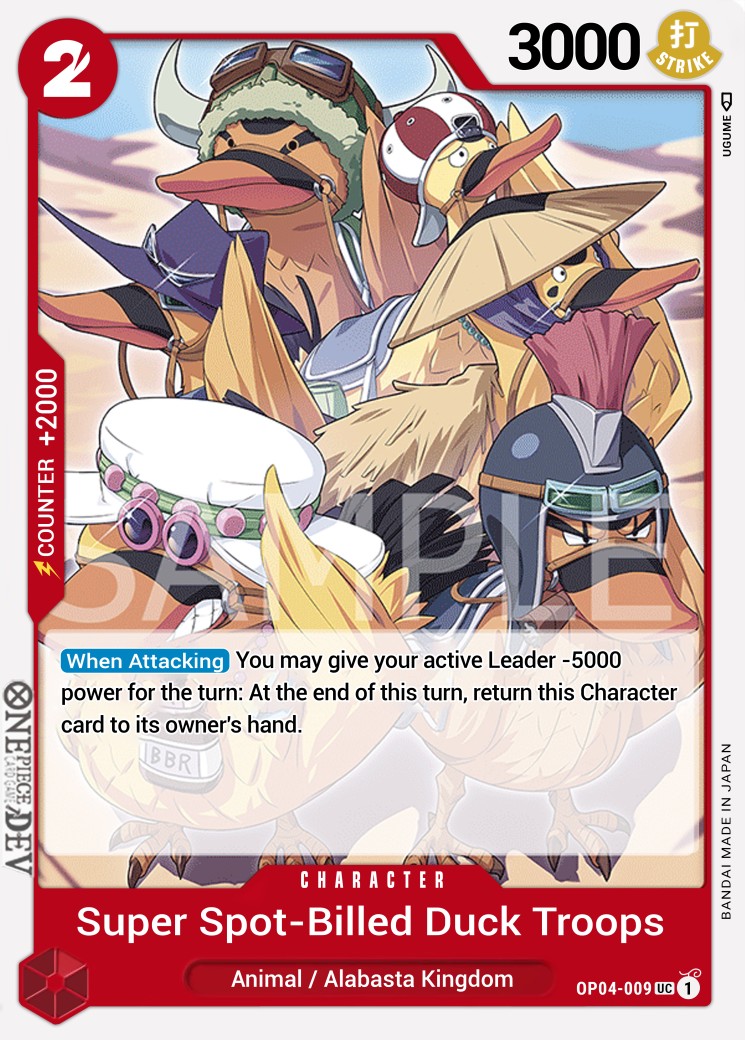 2
3000
打
STRIKE
UGUME
COUNTER +2000
SAMPLE
When Attacking You may give your active Leader -5000
power for the turn: At the end of this turn, return this Character
card to its owner's hand.
BBR
ONE PIECE
CARD GAME
.DEV
BANDAI MADE IN JAPAN
CHARACTER
Super Spot-Billed Duck Troops
Animal / Alabasta Kingdom
OP04-009 UC 1